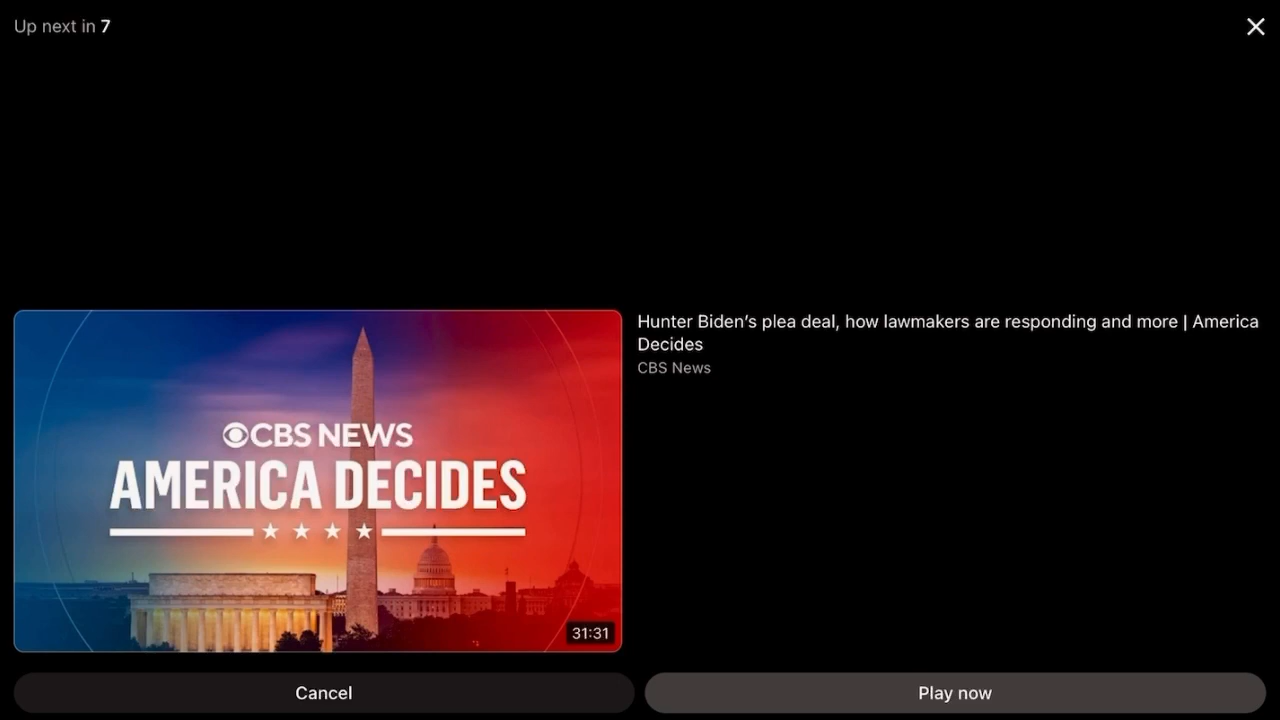 Up next in 7
Hunter Biden’s plea deal, how lawmakers are responding and more | America
Decides
CBS News
CBS NEWS
AMERICA DECIDES
31:31
Cancel
Play now